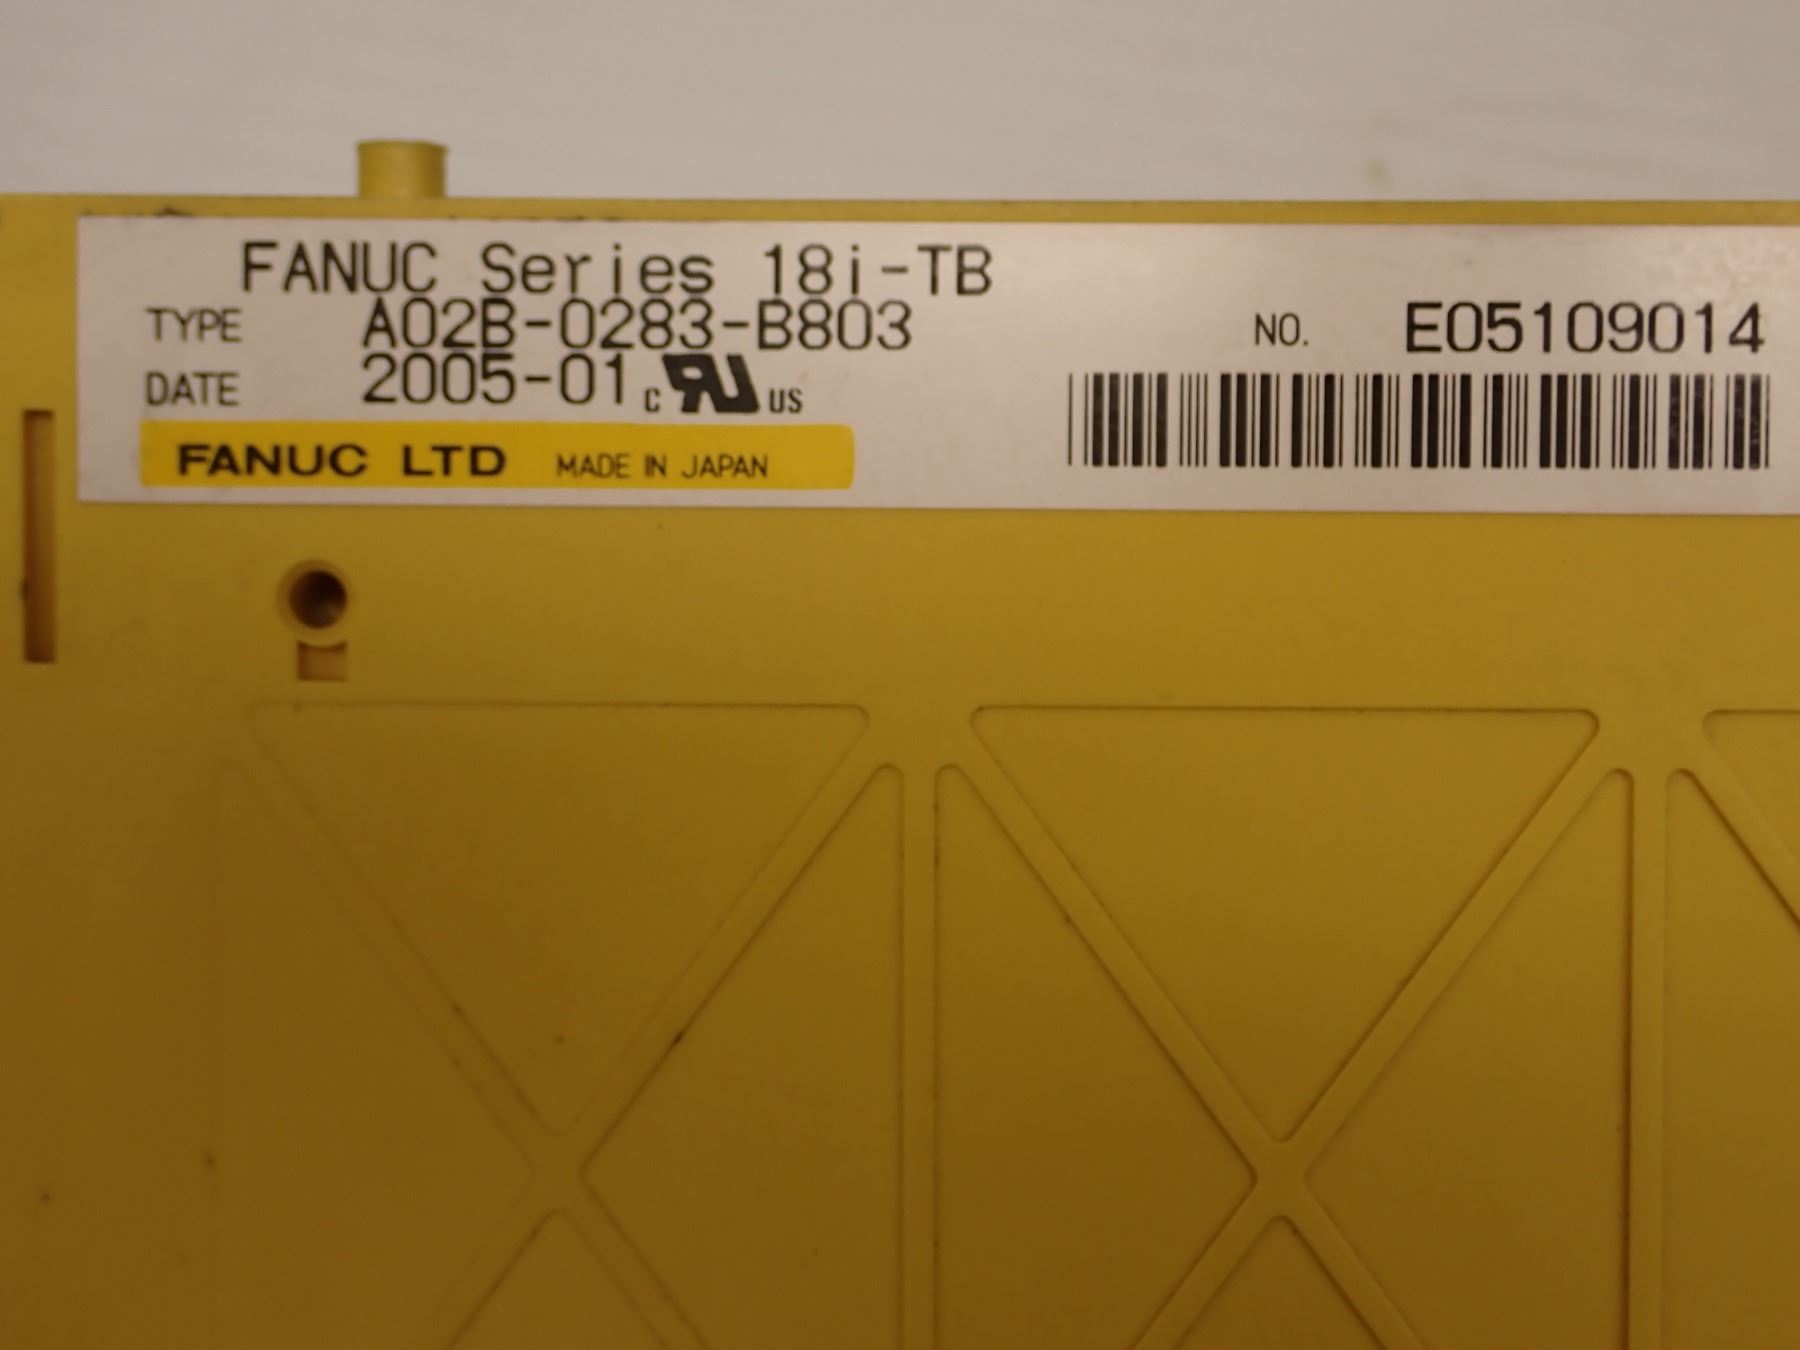 FANUC Series 18i-TB
TYPE A02B-0283-B803
NO. E05109014
DATE 2005-01 c RU US
FANUC LTD MADE IN JAPAN